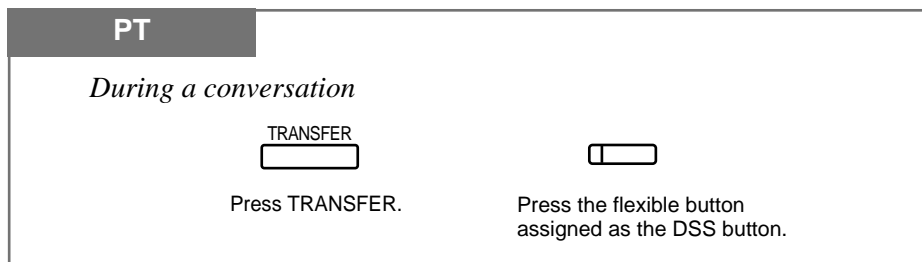 PT
During a conversation
TRANSFER
Press TRANSFER.
Press the flexible button
assigned as the DSS button.